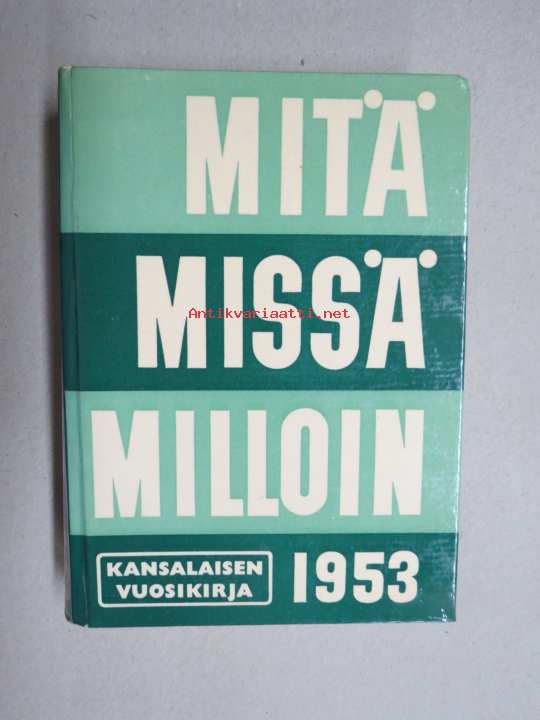 MITÄ
Antikvariaatti.net
MISSÄ
MILLOIN
KANSALAISEN
VUOSIKIRJA
1953